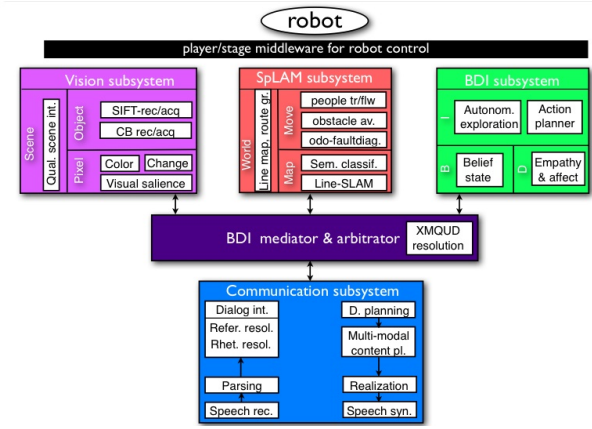 robot
player/stage middleware for robot control
Vision subsystem
Scene
Qual. scene int.
Object
SIFT-rec/acq
CB rec/acq
Pixel
Color
Change
Visual salience
SpLAM subsystem
World
Line map, route gr.
Move
people tr/flw
obstacle av.
odo-faultdiag.
Map
Sem. classif.
Line-SLAM
BDI subsystem
I
Autonom.
exploration
Action
planner
B
Belief
state
D
Empathy
& affect
BDI mediator & arbitrator
XMQUD
resolution
Communication subsystem
Dialog int.
Refer. resol.
Rhet. resol.
Parsing
Speech rec.
D. planning
Multi-modal
content pl.
Realization
Speech syn.